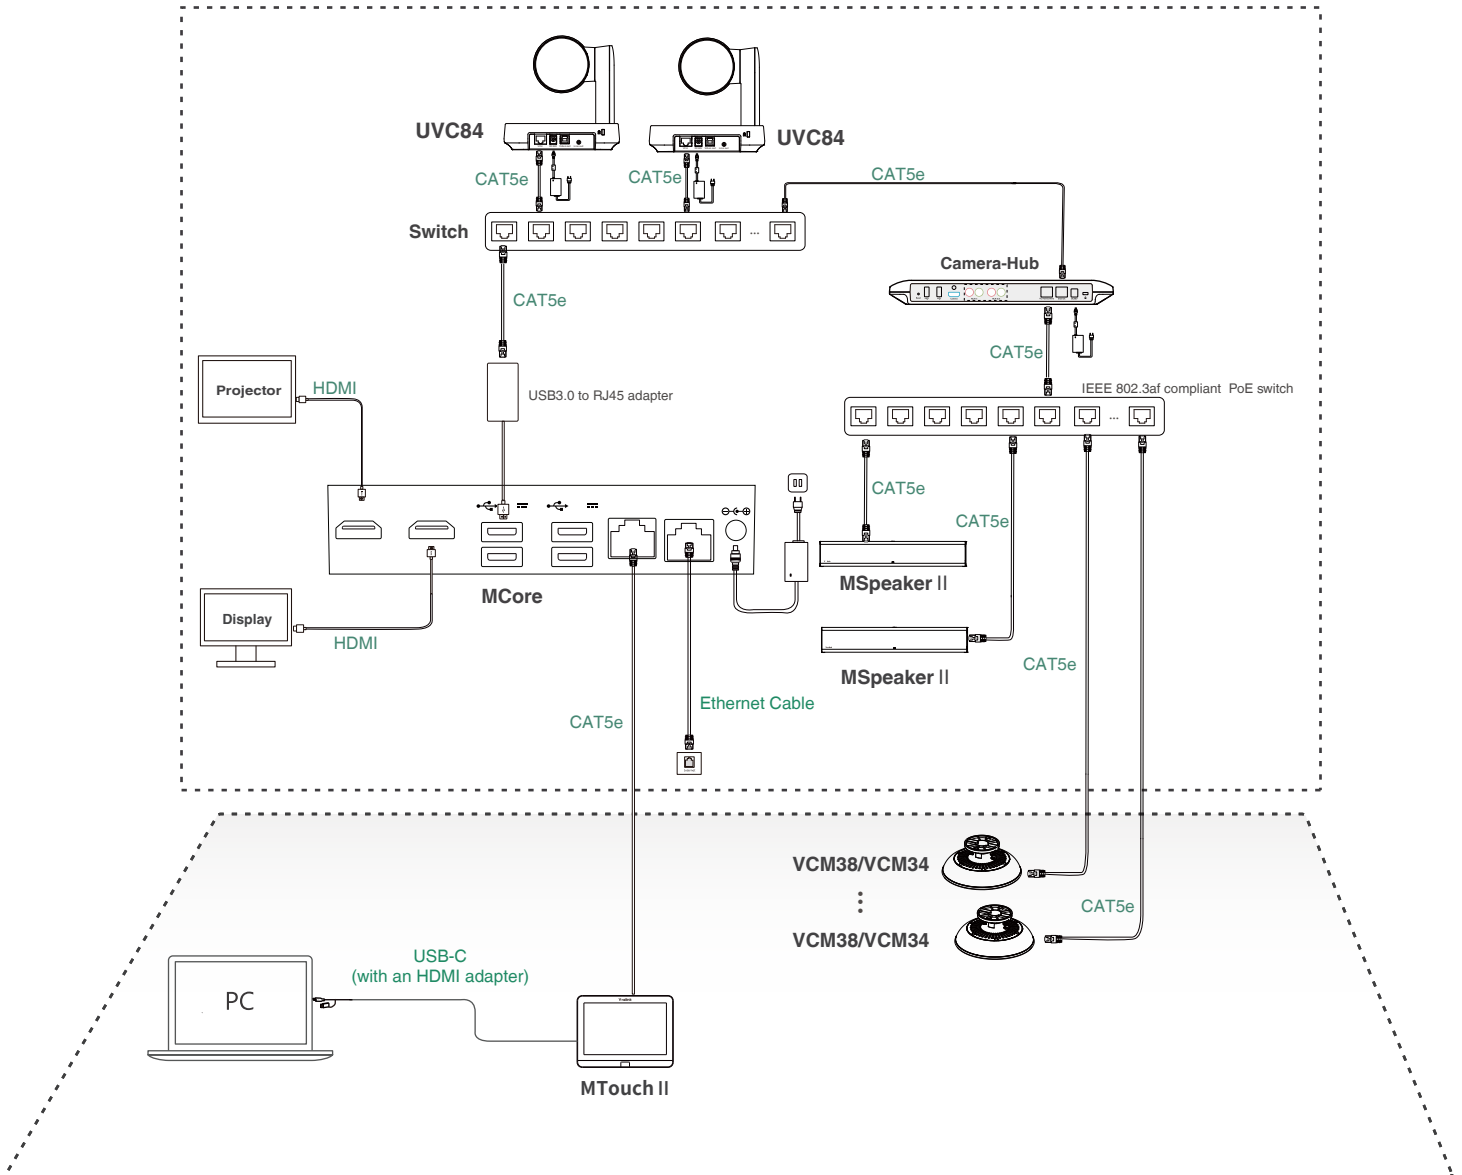 UVC84
UVC84
CAT5e
CAT5e
CAT5e
Switch
...
Camera-Hub
CAT5e
CAT5e
IEEE 802.3af compliant PoE switch
Projector
HDMI
USB3.0 to RJ45 adapter
...
CAT5e
CAT5e
MSpeaker II
MCore
Display
HDMI
MSpeaker II
CAT5e
Ethernet Cable
CAT5e
VCM38/VCM34
CAT5e
VCM38/VCM34
USB-C
(with an HDMI adapter)
PC
Yealink
MTouch II